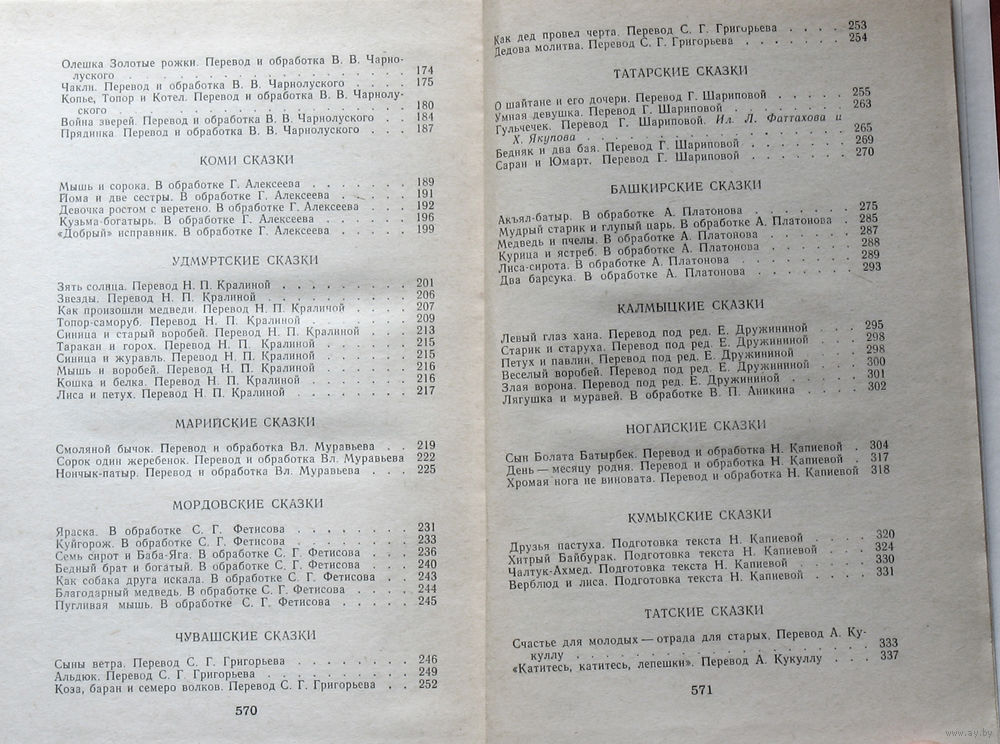 Олешка Золотые рожки. Перевод и обработка В. В. Чарно-
луского . . . . . . . . . . . . . . . . 174
Чакли. Перевод и обработка В. В. Чарнолуского . . . . 175
Копье, Топор и Котел. Перевод и обработка В. В. Чарнолу-
ского . . . . . . . . . . . . . . . . 180
Война зверей. Перевод и обработка В. В. Чарнолуского . . 184
Прядинка. Перевод и обработка В. В. Чарнолуского . . . 187
КОМИ СКАЗКИ
Мышь и сорока. В обработке Г. Алексеева . . . . . . . 189
Йома и две сестры. В обработке Г. Алексеева . . . . . . 191
Девочка ростом с веретено. В обработке Г. Алексеева . . . 192
Кузьма-богатырь. В обработке Г. Алексеева . . . . . . 196
«Добрый» исправник. В обработке Г. Алексеева . . . . . 199
УДМУРТСКИЕ СКАЗКИ
Зять солнца. Перевод Н. П. Кралиной . . . . . . . . 201
Звезды. Перевод Н. П. Кралиной . . . . . . . . . . 206
Как произошли медведи. Перевод Н. П. Кралиной . . . . 207
Топор-саморуб. Перевод Н. П. Кралиной . . . . . . . 209
Синица и старый воробей. Перевод Н. П. Кралиной . . . 213
Таракан и горох. Перевод Н. П. Кралиной . . . . . . 215
Синица и журавль. Перевод Н. П. Кралиной . . . . . . 215
Мышь и воробей. Перевод Н. П. Кралиной . . . . . . 216
Кошка и белка. Перевод Н. П. Кралиной . . . . . . . 216
Лиса и петух. Перевод Н. П. Кралиной . . . . . . . . 217
МАРИЙСКИЕ СКАЗКИ
Смоляной бычок. Перевод и обработка Вл. Муравьева . . 219
Сорок один жеребенок. Перевод и обработка Вл. Муравьева 222
Нончык-патыр. Перевод и обработка Вл. Муравьева . . . 225
МОРДОВСКИЕ СКАЗКИ
Яраска. В обработке С. Г. Фетисова . . . . . . . . 231
Куйгорож. В обработке С. Г. Фетисова . . . . . . . . 233
Семь сирот и Баба-Яга. В обработке С. Г. Фетисова . . . 236
Бедный брат и богатый. В обработке С. Г. Фетисова . . . 240
Как собака друга искала. В обработке С. Г. Фетисова . . 243
Благодарный медведь. В обработке С. Г. Фетисова . . . . 244
Пугливая мышь. В обработке С. Г. Фетисова . . . . . 245
ЧУВАШСКИЕ СКАЗКИ
Сыны ветра. Перевод С. Г. Григорьева . . . . . . . . 246
Альдюк. Перевод С. Г. Григорьева . . . . . . . . . 249
Коза, баран и семеро волков. Перевод С. Г. Григорьева . . 252
570
Как дед провел черта. Перевод С. Г. Григорьева . . . . 253
Дедова молитва. Перевод С. Г. Григорьева . . . . . . . 254
ТАТАРСКИЕ СКАЗКИ
О шайтане и его дочери. Перевод Г. Шариповой . . . . . 255
Умная девушка. Перевод Г. Шариповой . . . . . . . 263
Гульчечек. Перевод Г. Шариповой. Ил. Л. Фаттахова и
Х. Якупова . . . . . . . . . . . . . . . 265
Бедняк и два бая. Перевод Г. Шариповой . . . . . . . 269
Саран и Юмарт. Перевод Г. Шариповой . . . . . . . 270
БАШКИРСКИЕ СКАЗКИ
Акъял-батыр. В обработке А. Платонова . . . . . . . 275
Мудрый старик и глупый царь. В обработке А. Платонова . 285
Медведь и пчелы. В обработке А. Платонова . . . . . . 287
Курица и ястреб. В обработке А. Платонова . . . . . . 288
Лиса-сирота. В обработке А. Платонова . . . . . . . 289
Два барсука. В обработке А. Платонова . . . . . . . 293
КАЛМЫЦКИЕ СКАЗКИ
Левый глаз хана. Перевод под ред. Е. Дружининой . . . 295
Старик и старуха. Перевод под ред. Е. Дружининой . . . 298
Петух и павлин. Перевод под ред. Е. Дружининой . . . . 298
Веселый воробей. Перевод под ред. Е. Дружининой . . . 300
Злая ворона. Перевод под ред. Е. Дружининой . . . . . 301
Лягушка и муравей. В обработке В. П. Аникина . . . . 302
НОГАЙСКИЕ СКАЗКИ
Сын Болата Батырбек. Перевод и обработка Н. Капиевой . 304
День — месяцу родня. Перевод и обработка Н. Капиевой . 317
Хромая нога не виновата. Перевод и обработка Н. Капиевой 318
КУМЫКСКИЕ СКАЗКИ
Друзья пастуха. Подготовка текста Н. Капиевой . . . . 320
Хитрый Байбурак. Подготовка текста Н. Капиевой . . . . 324
Чалтук-Ахмед. Подготовка текста Н. Капиевой . . . . . 330
Верблюд и лиса. Подготовка текста Н. Капиевой . . . . 331
ТАТСКИЕ СКАЗКИ
Счастье для молодых — отрада для старых. Перевод А. Ку-
куллу . . . . . . . . . . . . . . . . . 333
«Катитесь, катитесь, лепешки». Перевод А. Кукуллу . . . 337
571
www.ay.by